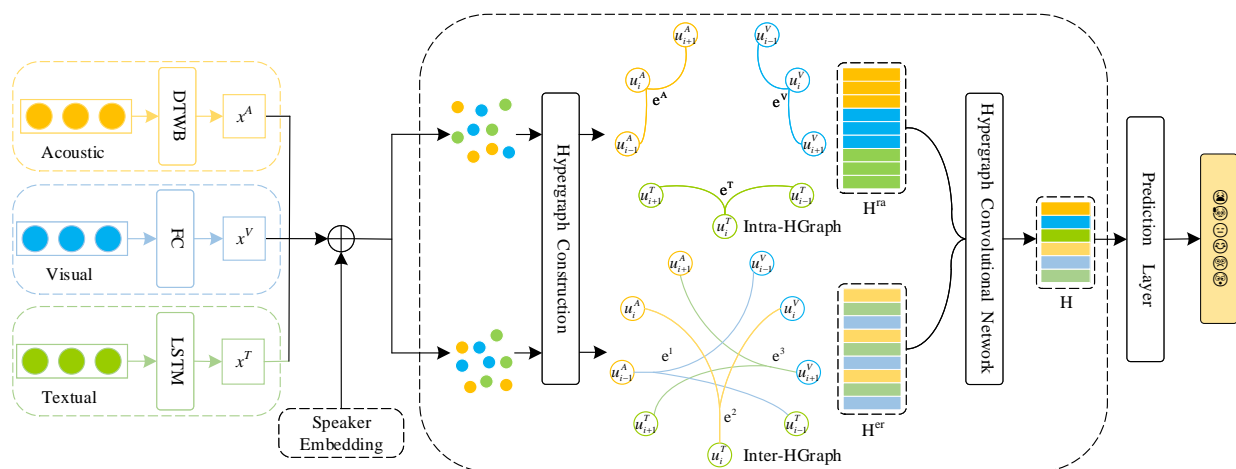 Acoustic
DTWB
x^A
Visual
FC
x^V
Textual
LSTM
x^T
Speaker
Embedding
Hypergraph Construction
u_{i+1}^A
u_i^A
e^A
u_{i-1}^A
u_{i-1}^V
u_i^V
e^V
u_{i+1}^V
e^T
u_{i+1}^T
u_{i-1}^T
u_i^T
Intra-HGraph
H^{ra}
u_{i+1}^A
u_{i-1}^V
u_i^A
u_i^V
e^1
e^3
u_{i-1}^A
u_{i+1}^V
e^2
u_{i+1}^T
u_{i-1}^T
u_i^T
Inter-HGraph
H^{er}
Hypergraph Convolutional
Network
H
Prediction
Layer